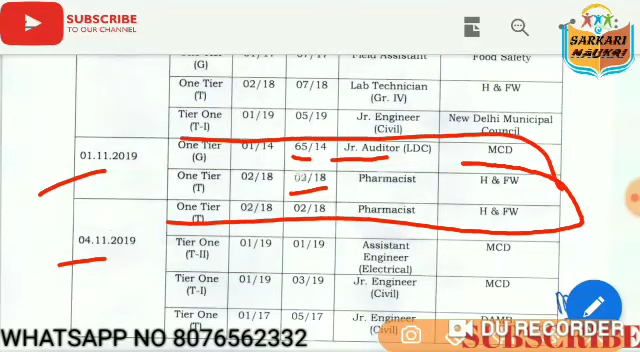 SUBSCRIBE
TO OUR CHANNEL
SARKARI
NAUKRI
(G) 01/17 Field Assistant Food Safety
One Tier (T) 02/18 07/18 Lab Technician (Gr. IV) H & FW
Tier One (T-I) 01/19 05/19 Jr. Engineer (Civil) New Delhi Municipal Council
01.11.2019 One Tier (G) 01/14 65/14 Jr. Auditor (LDC) MCD
One Tier (T) 02/18 02/18 Pharmacist H & FW
04.11.2019 One Tier (T) 02/18 02/18 Pharmacist H & FW
Tier One (T-II) 01/19 01/19 Assistant Engineer (Electrical) MCD
Tier One (T-I) 01/19 03/19 Jr. Engineer (Civil) MCD
Tier One (T) 01/17 05/17 Jr. Engineer (Civil)
DU RECORDER
WHATSAPP NO 8076562332
SUBSCRIBE